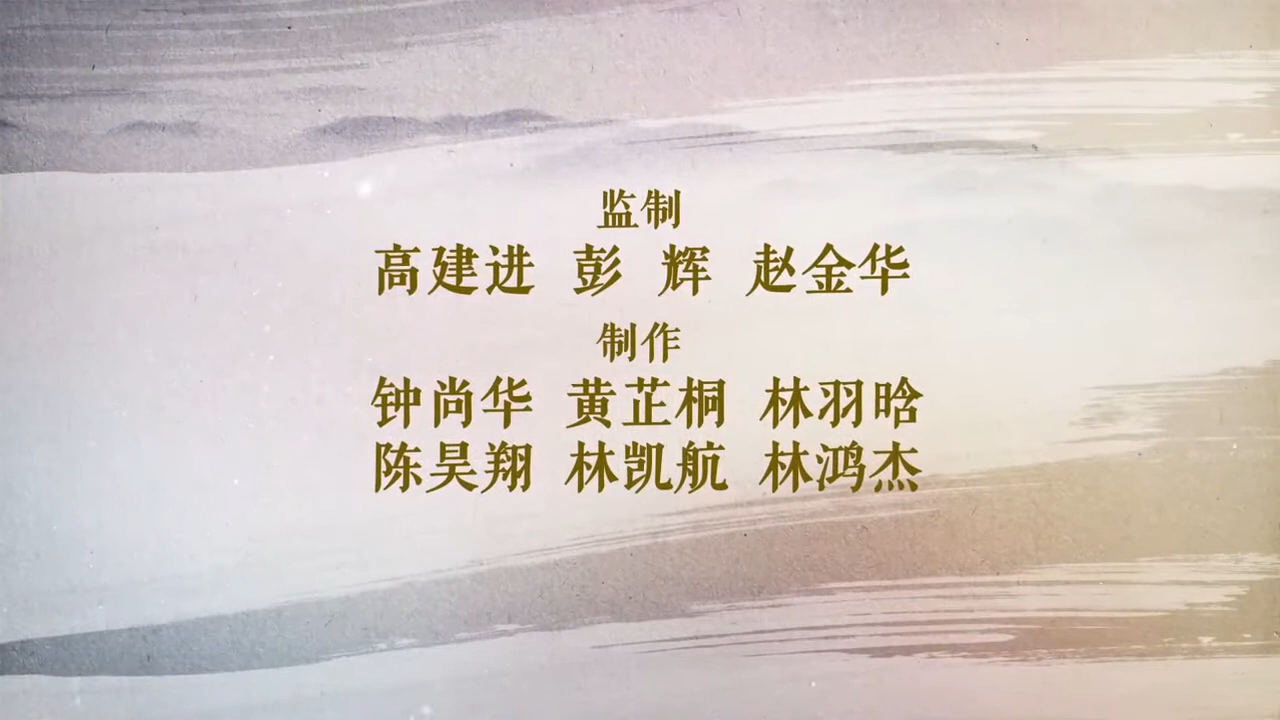 监制
高建进 彭 辉 赵金华
制作
钟尚华 黄芷桐 林羽晗
陈昊翔 林凯航 林鸿杰